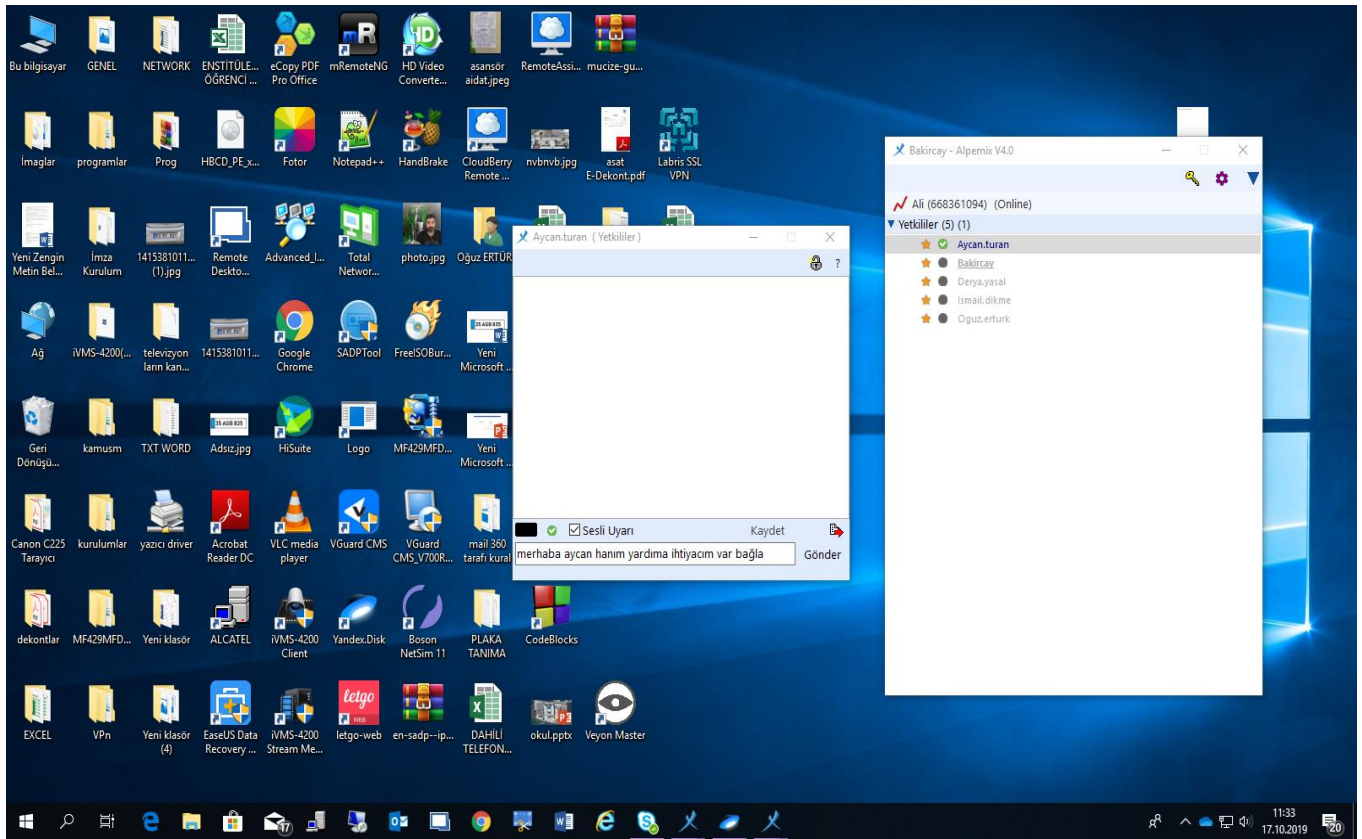 Bu bilgisayar
GENEL
NETWORK
ENSTİTÜLE...
ÖĞRENCİ ...
eCopy PDF
Pro Office
mRemoteNG
HD Video
Converte...
asansör
aidat.jpeg
RemoteAssi...
mucize-gu...
İmaglar
programlar
Prog
HBCD_PE_x...
Fotor
Notepad++
HandBrake
CloudBerry
Remote ...
nvbnvb.jpg
asat
E-Dekont.pdf
Labris SSL
VPN
Yeni Zengin
Metin Bel...
İmza
Kurulum
1415381011...
(1).jpg
Remote
Deskto...
Advanced_I...
Total
Networ...
photo.jpg
Oğuz ERTÜR
Ağ
iVMS-4200(...
televizyon
ların kan...
1415381011...
Google
Chrome
SADPTool
FreeISOBur...
35 AGB 835
Yeni
Microsoft ...
Geri
Dönüşü...
kamusm
TXT WORD
35 AGB 835
Adsız.jpg
HiSuite
Logo
MF429MFD...
Yeni
Microsoft ...
Canon C225
Tarayıcı
kurulumlar
yazıcı driver
Acrobat
Reader DC
VLC media
player
VGuard CMS
VGuard
CMS_V700R...
mail 360
tarafı kural
dekontlar
MF429MFD...
Yeni klasör
ALCATEL
iVMS-4200
Client
Yandex.Disk
Boson
NetSim 11
PLAKA
TANIMA
CodeBlocks
EXCEL
VPn
Yeni klasör
(4)
EaseUS Data
Recovery ...
iVMS-4200
Stream Me...
letgo
WEB
letgo-web
en-sadp--ip...
DAHİLİ
TELEFON...
okul.pptx
Veyon Master
Aycan.turan ( Yetkililer )
?
Sesli Uyarı
Kaydet
merhaba aycan hanım yardıma ihtiyacım var bağla
Gönder
Bakircay - Alpemix V4.0
Ali (668361094) (Online)
Yetkililer (5) (1)
Aycan.turan
Bakircay
Derya.yasal
Ismail.dikme
Oguz.erturk
17
11:33
17.10.2019
20